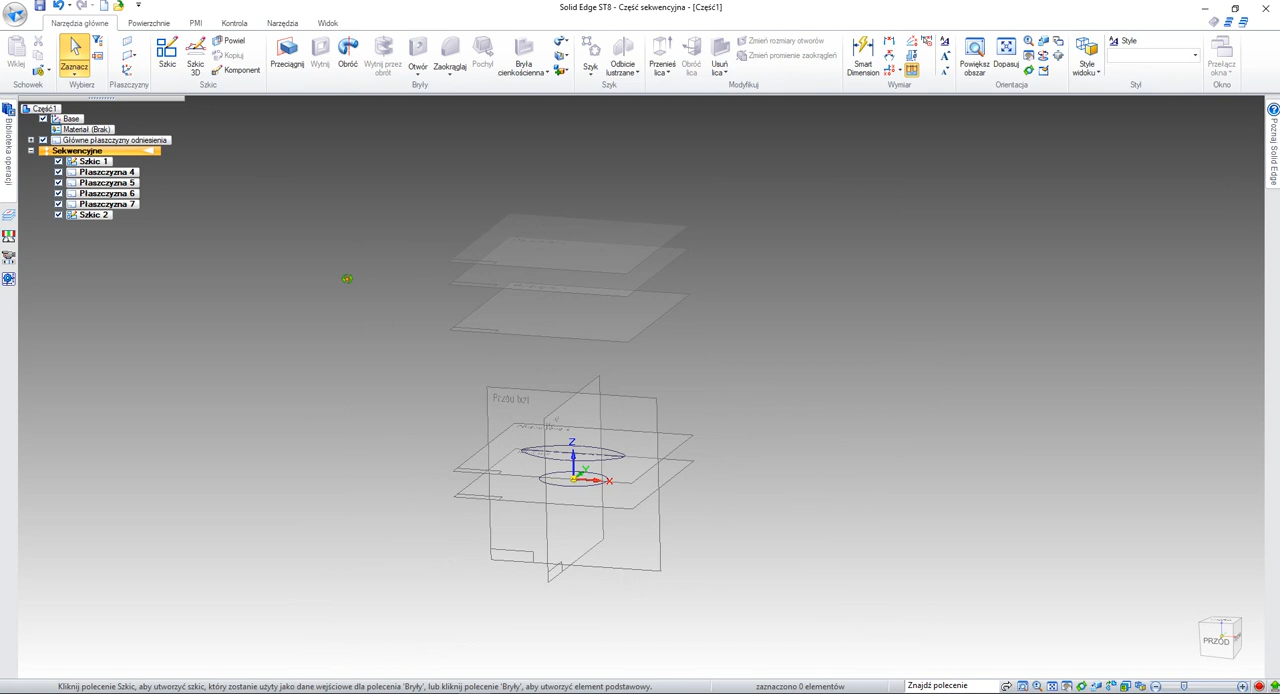 Solid Edge ST8 - Część sekwencyjna - [Część1]
Narzędzia główne Powierzchnie PMI Kontrola Narzędzia Widok
Wklej
Schowek
Zaznacz
Wybierz
Płaszczyzny
Szkic
3D
Powiel
Kopiuj
Komponent
Szkic
Przeciągnij
Wytnij
Obróć
Wytnij przez obrót
Otwór
Zaokrąglaj
Pochyl
Bryła cienkościenna
Bryły
Szyk
Odbicie lustrzane
Szyk
Przenieś lica
Obróć lica
Usuń lica
Zmień rozmiary otworów
Zmień promienie zaokrągleń
Modyfikuj
Smart Dimension
Wymiar
Powiększ obszar
Dopasuj
Orientacja
Style widoku
Style
Styl
Przełącz okna
Okno
Biblioteka operacji
Część1
Base
Materiał (Brak)
Główne płaszczyzny odniesienia
Sekwencyjne
Szkic 1
Płaszczyzna 4
Płaszczyzna 5
Płaszczyzna 6
Płaszczyzna 7
Szkic 2
Poznaj Solid Edge
Z
Y
X
PRZÓD
Kliknij polecenie Szkic, aby utworzyć szkic, który zostanie użyty jako dane wejściowe dla polecenia 'Bryły', lub kliknij polecenie 'Bryły', aby utworzyć element podstawowy.
zaznaczono 0 elementów
Znajdź polecenie